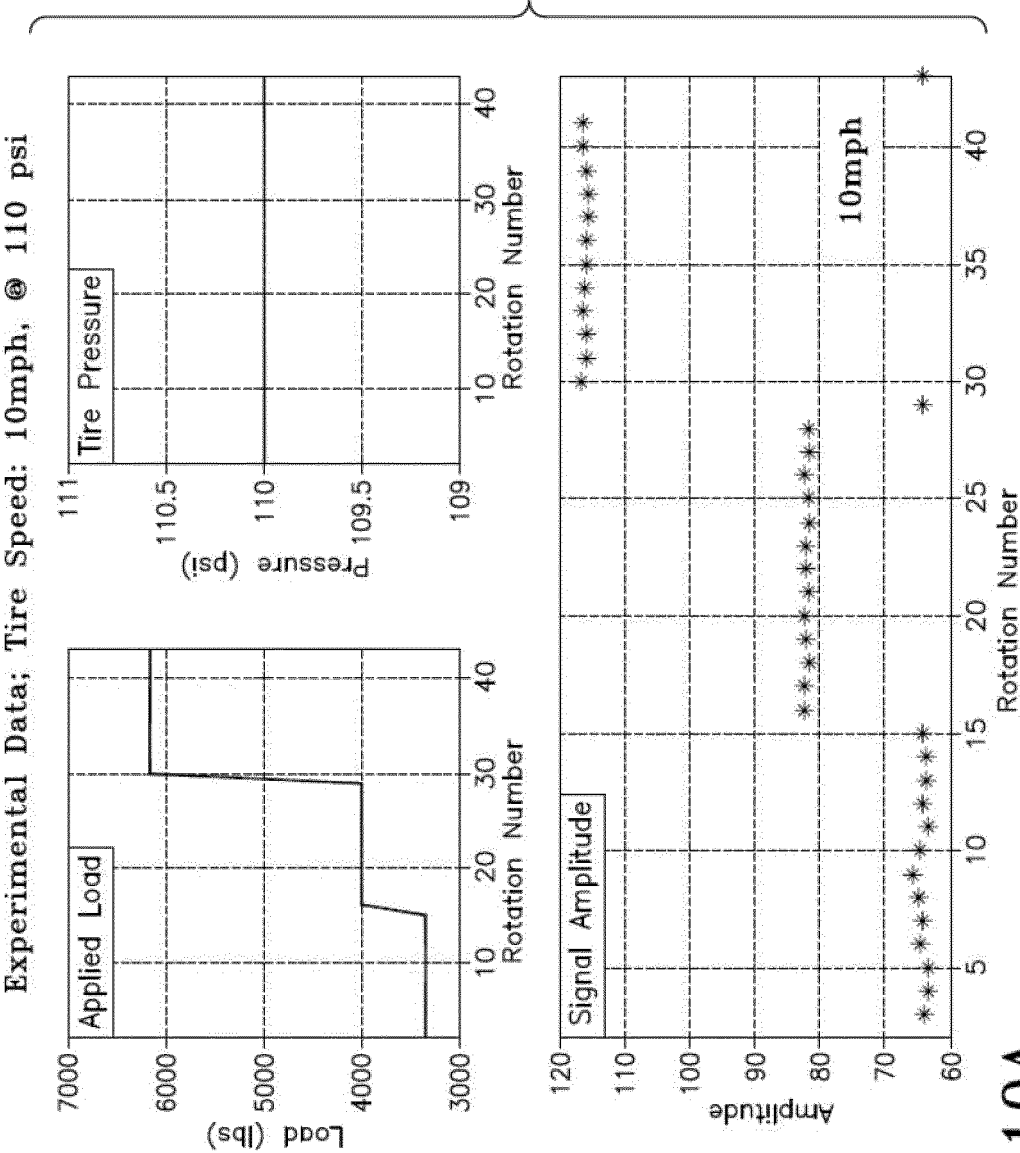 Experimental Data; Tire Speed: 10mph, @ 110 psi
Applied Load
7000
6000
5000
4000
3000
Load (lbs)
10 20 30 40
Rotation Number
Tire Pressure
111
110.5
110
109.5
109
Pressure (psi)
10 20 30 40
Rotation Number
Signal Amplitude
120
110
100
90
80
70
60
Amplitude
10mph
5 10 15 20 25 30 35 40
Rotation Number